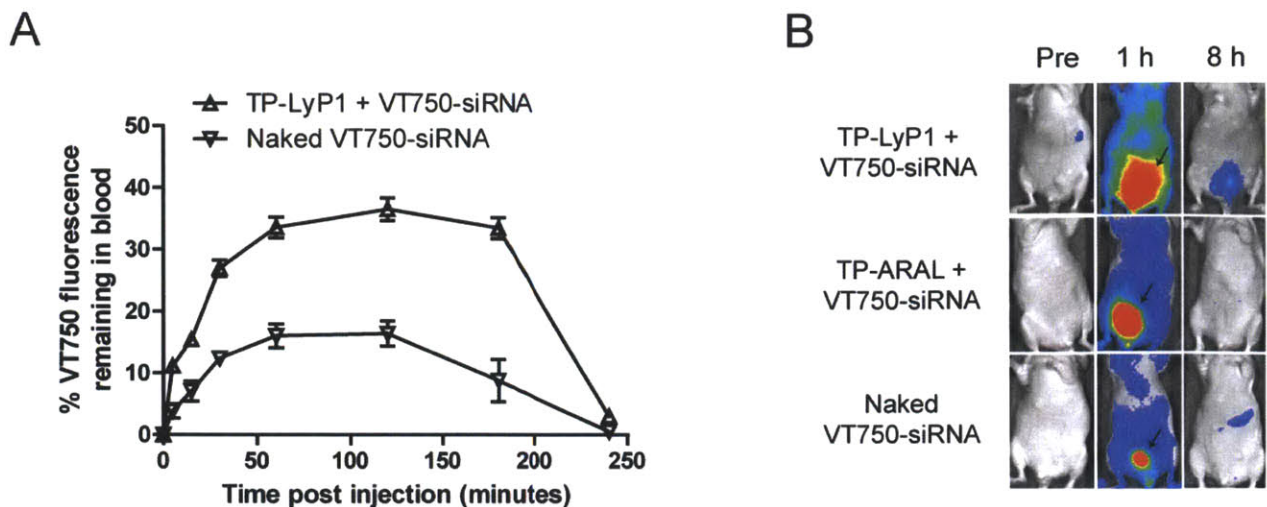 A
TP-LyP1 + VT750-siRNA
Naked VT750-siRNA
% VT750 fluorescence
remaining in blood
50
40
30
20
10
0
0
50
100
150
200
250
Time post injection (minutes)
B
Pre
1 h
8 h
TP-LyP1 +
VT750-siRNA
TP-ARAL +
VT750-siRNA
Naked
VT750-siRNA